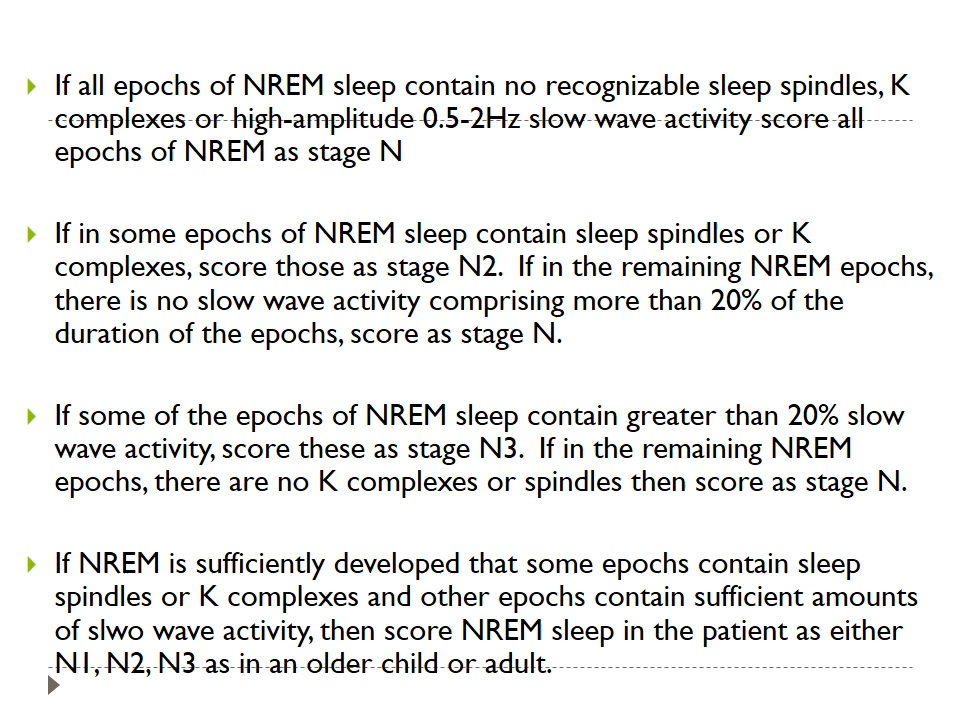 If all epochs of NREM sleep contain no recognizable sleep spindles, K
complexes or high-amplitude 0.5-2Hz slow wave activity score all
epochs of NREM as stage N
If in some epochs of NREM sleep contain sleep spindles or K
complexes, score those as stage N2.  If in the remaining NREM epochs,
there is no slow wave activity comprising more than 20% of the
duration of the epochs, score as stage N.
If some of the epochs of NREM sleep contain greater than 20% slow
wave activity, score these as stage N3.  If in the remaining NREM
epochs, there are no K complexes or spindles then score as stage N.
If NREM is sufficiently developed that some epochs contain sleep
spindles or K complexes and other epochs contain sufficient amounts
of slwo wave activity, then score NREM sleep in the patient as either
N1, N2, N3 as in an older child or adult.